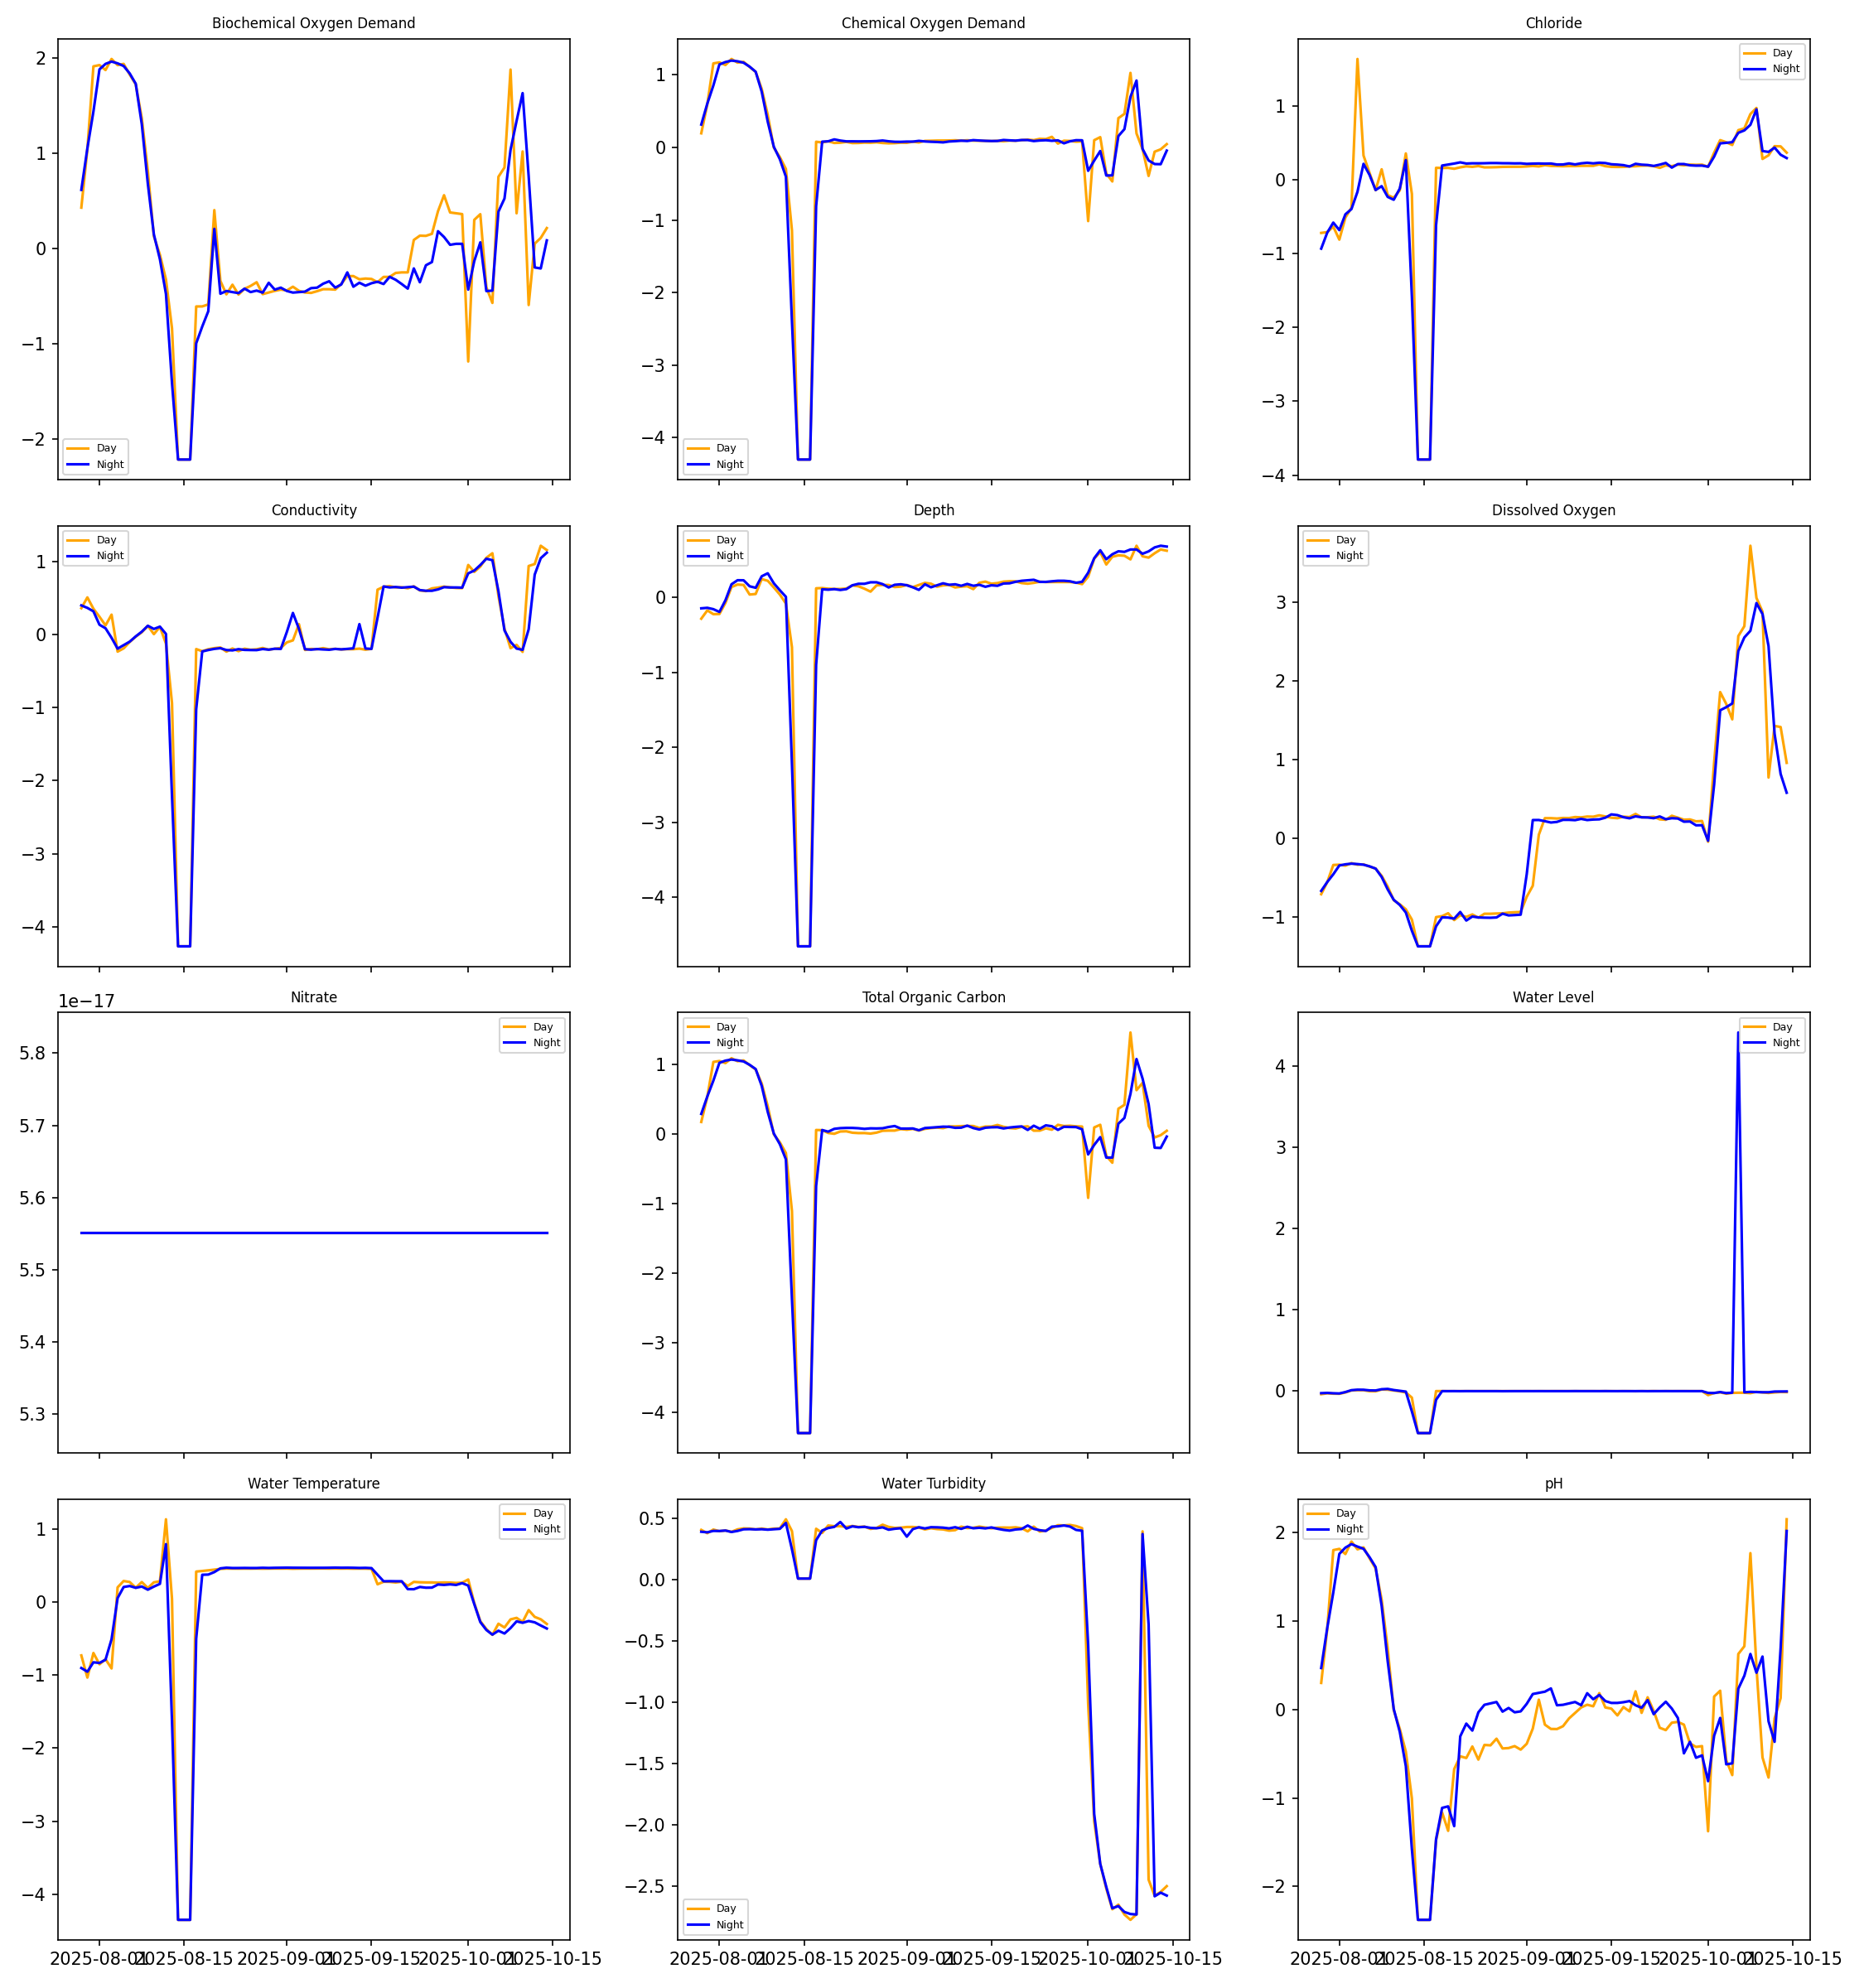 Biochemical Oxygen Demand
2
1
0
−1
−2
Day
Night
Chemical Oxygen Demand
1
0
−1
−2
−3
−4
Day
Night
Chloride
1
0
−1
−2
−3
−4
Day
Night
Conductivity
1
0
−1
−2
−3
−4
Day
Night
Depth
0
−1
−2
−3
−4
Day
Night
Dissolved Oxygen
3
2
1
0
−1
Day
Night
Nitrate
1e−17
5.8
5.7
5.6
5.5
5.4
5.3
Day
Night
Total Organic Carbon
1
0
−1
−2
−3
−4
Day
Night
Water Level
4
3
2
1
0
Day
Night
Water Temperature
1
0
−1
−2
−3
−4
Day
Night
2025-08-01 2025-08-15 2025-09-01 2025-09-15 2025-10-01 2025-10-15
Water Turbidity
0.5
0.0
−0.5
−1.0
−1.5
−2.0
−2.5
Day
Night
2025-08-01 2025-08-15 2025-09-01 2025-09-15 2025-10-01 2025-10-15
pH
2
1
0
−1
−2
Day
Night
2025-08-01 2025-08-15 2025-09-01 2025-09-15 2025-10-01 2025-10-15